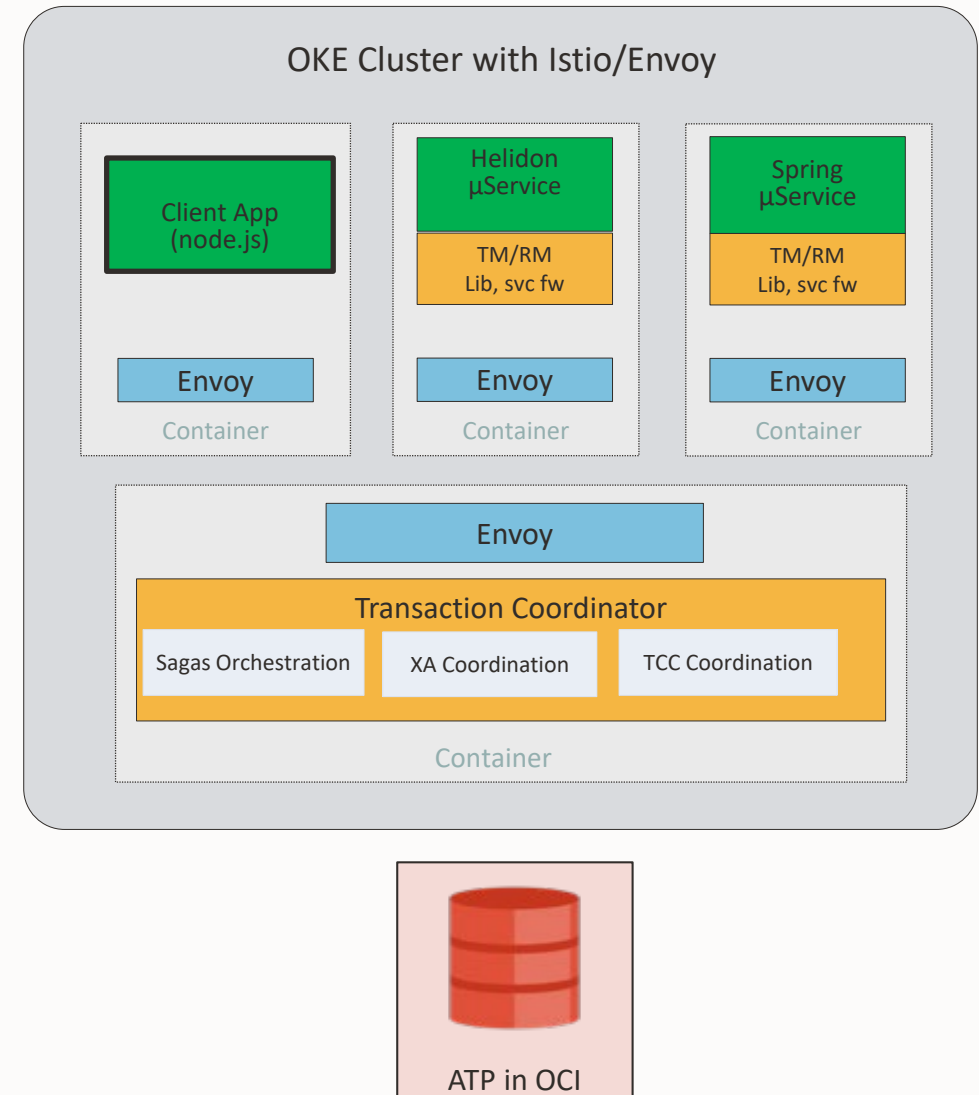 OKE Cluster with Istio/Envoy
Client App
(node.js)
Envoy
Container
Helidon
µService
TM/RM
Lib, svc fw
Envoy
Container
Spring
µService
TM/RM
Lib, svc fw
Envoy
Container
Envoy
Transaction Coordinator
Sagas Orchestration
XA Coordination
TCC Coordination
Container
ATP in OCI